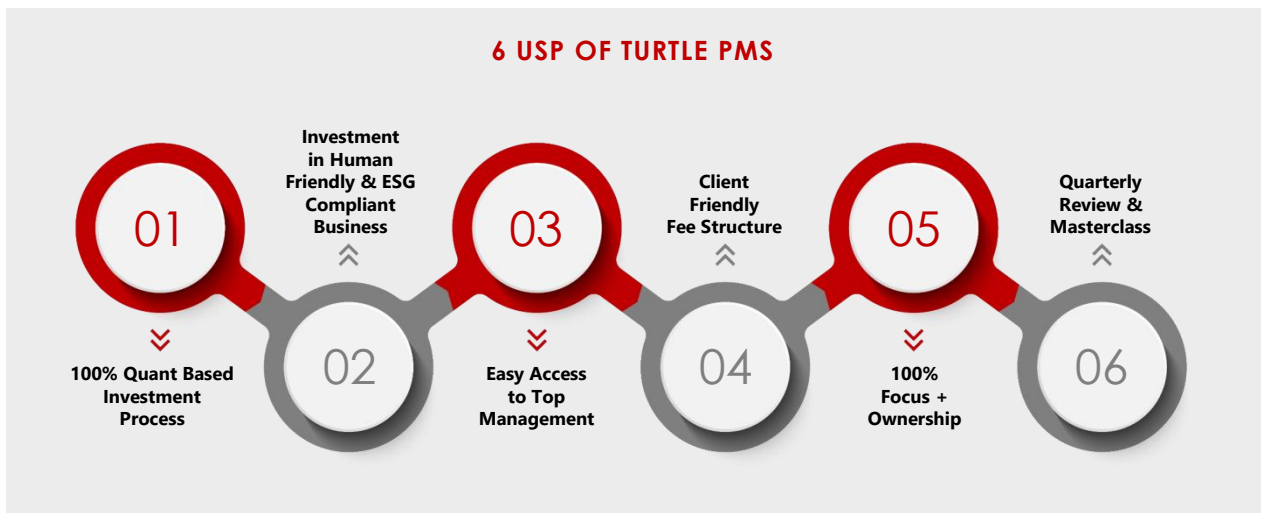 6 USP OF TURTLE PMS
01
100% Quant Based
Investment
Process
Investment
in Human
Friendly & ESG
Compliant
Business
02
03
Easy Access
to Top
Management
Client
Friendly
Fee Structure
04
05
100%
Focus +
Ownership
Quarterly
Review &
Masterclass
06